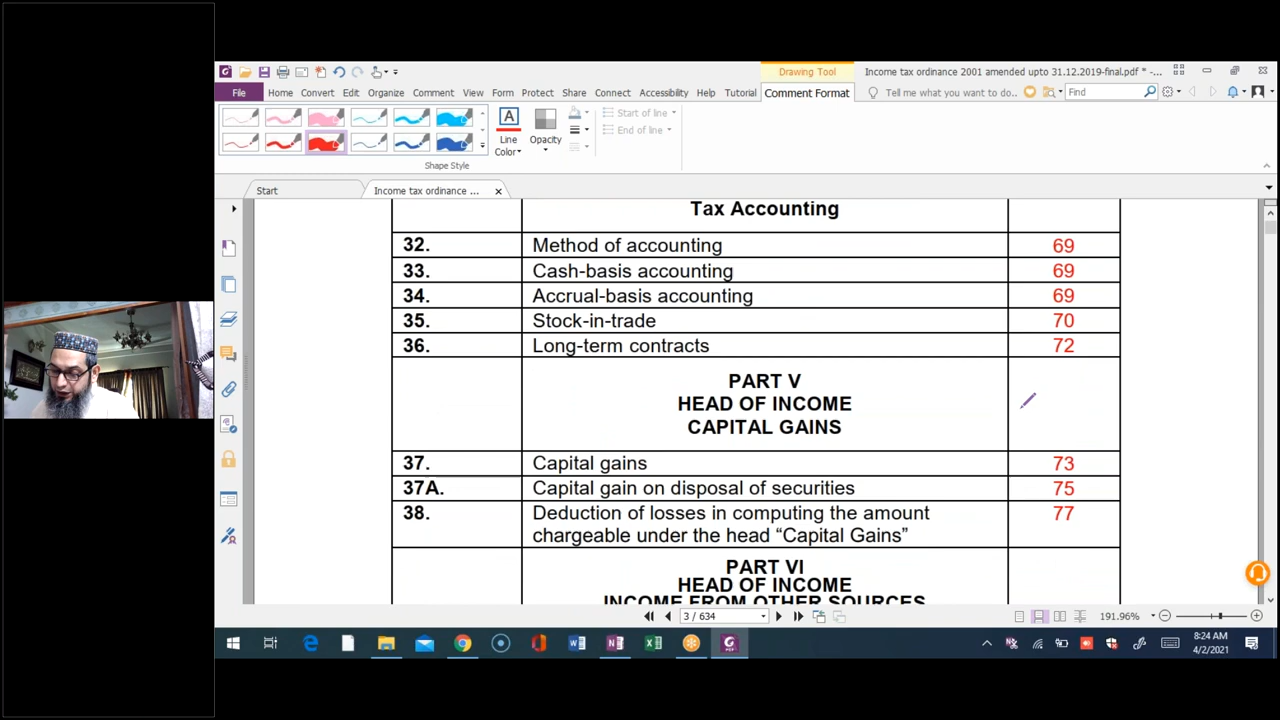 Drawing Tool
Income tax ordinance 2001 amended upto 31.12.2019-final.pdf * -...
File Home Convert Edit Organize Comment View Form Protect Share Connect Accessibility Help Tutorial Comment Format
Tell me what you want to do..
Find
Line
Color
Opacity
Start of line
End of line
Shape Style
Start
Income tax ordinance ...
Tax Accounting
32. Method of accounting 69
33. Cash-basis accounting 69
34. Accrual-basis accounting 69
35. Stock-in-trade 70
36. Long-term contracts 72
PART V
HEAD OF INCOME
CAPITAL GAINS
37. Capital gains 73
37A. Capital gain on disposal of securities 75
38. Deduction of losses in computing the amount 77
chargeable under the head “Capital Gains”
PART VI
HEAD OF INCOME
INCOME FROM OTHER SOURCES
3 / 634
191.96%
8:24 AM
4/2/2021